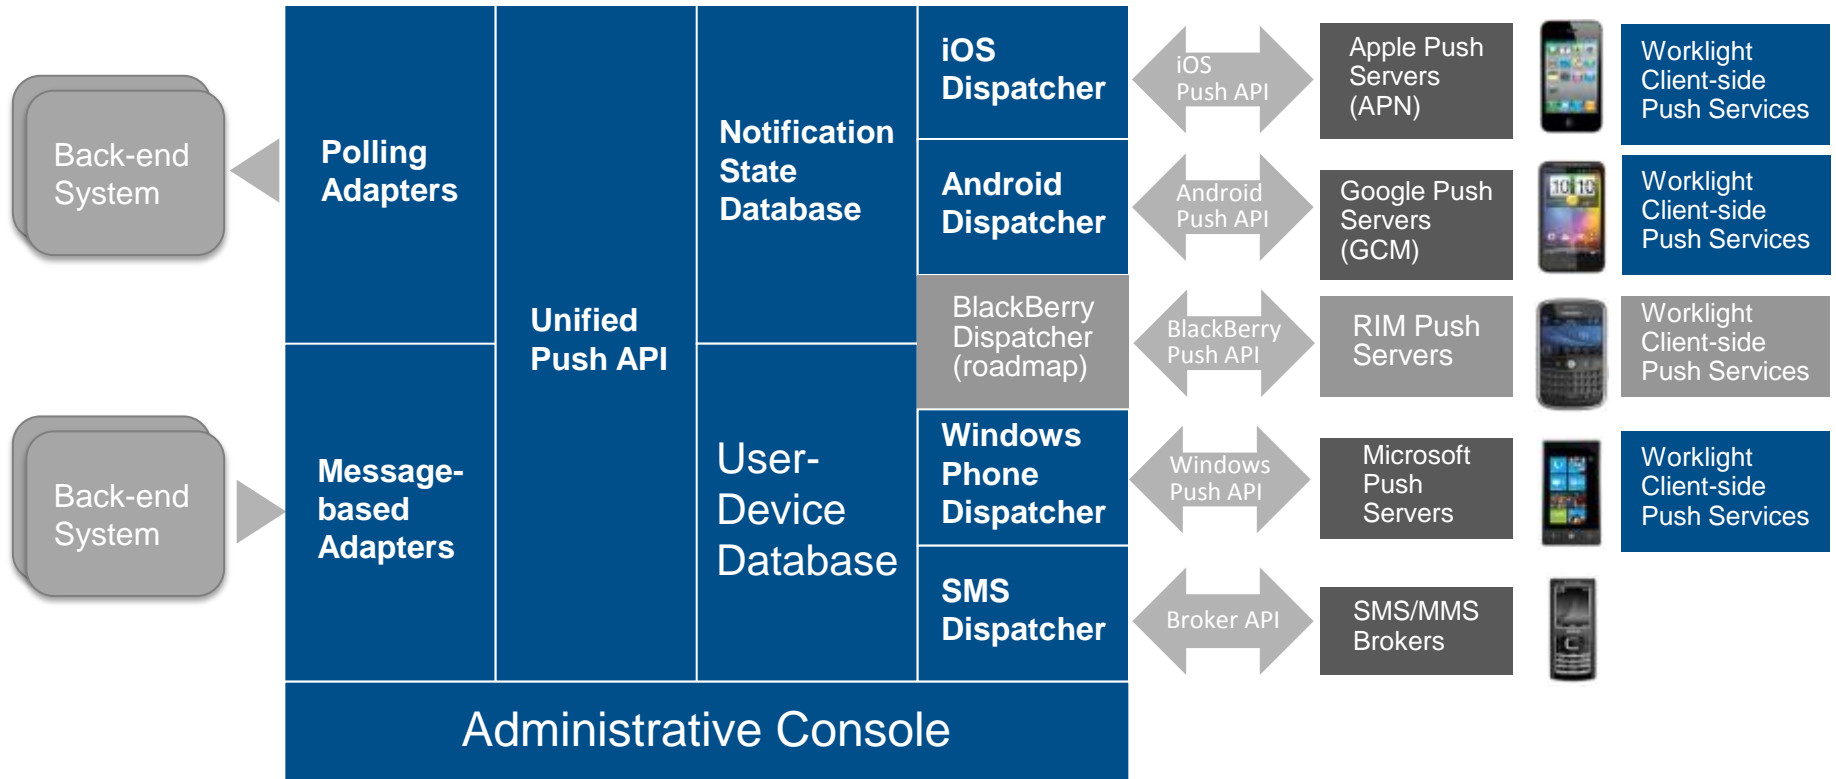 Back-end
System
Back-end
System
Polling
Adapters
Message-
based
Adapters
Unified
Push API
Notification
State
Database
User-
Device
Database
iOS
Dispatcher
Android
Dispatcher
BlackBerry
Dispatcher
(roadmap)
Windows
Phone
Dispatcher
SMS
Dispatcher
Administrative Console
iOS
Push API
Apple Push
Servers
(APN)
Worklight
Client-side
Push Services
Android
Push API
Google Push
Servers
(GCM)
10 10
Worklight
Client-side
Push Services
BlackBerry
Push API
RIM Push
Servers
Worklight
Client-side
Push Services
Windows
Push API
Microsoft
Push
Servers
Worklight
Client-side
Push Services
Broker API
SMS/MMS
Brokers